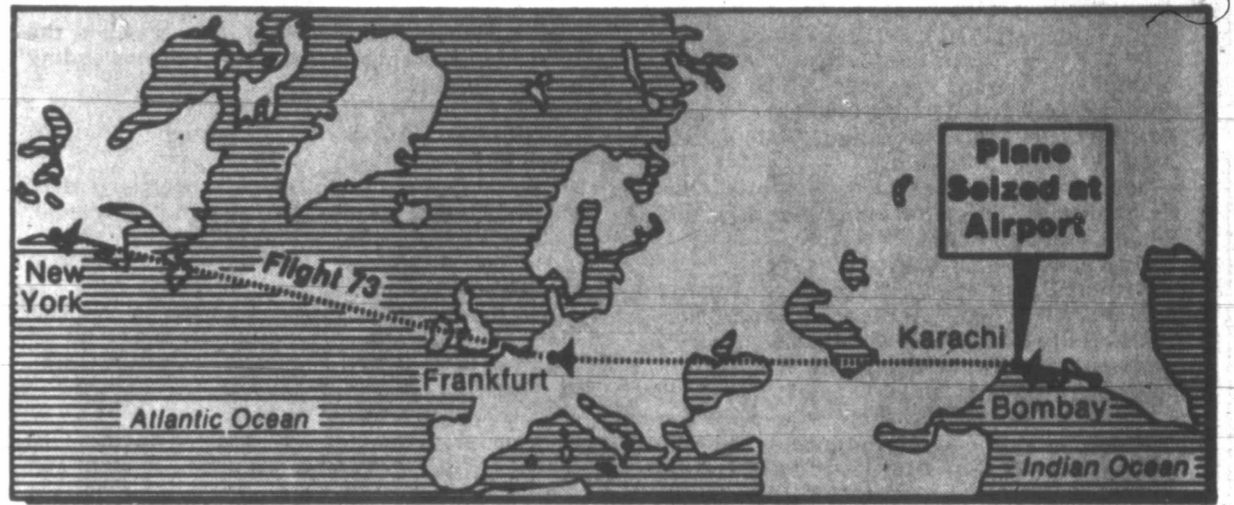 Plane
Seized at
Airport
New
York
Flight 73
Karachi
Frankfurt
Bombay
Atlantic Ocean
Indian Ocean